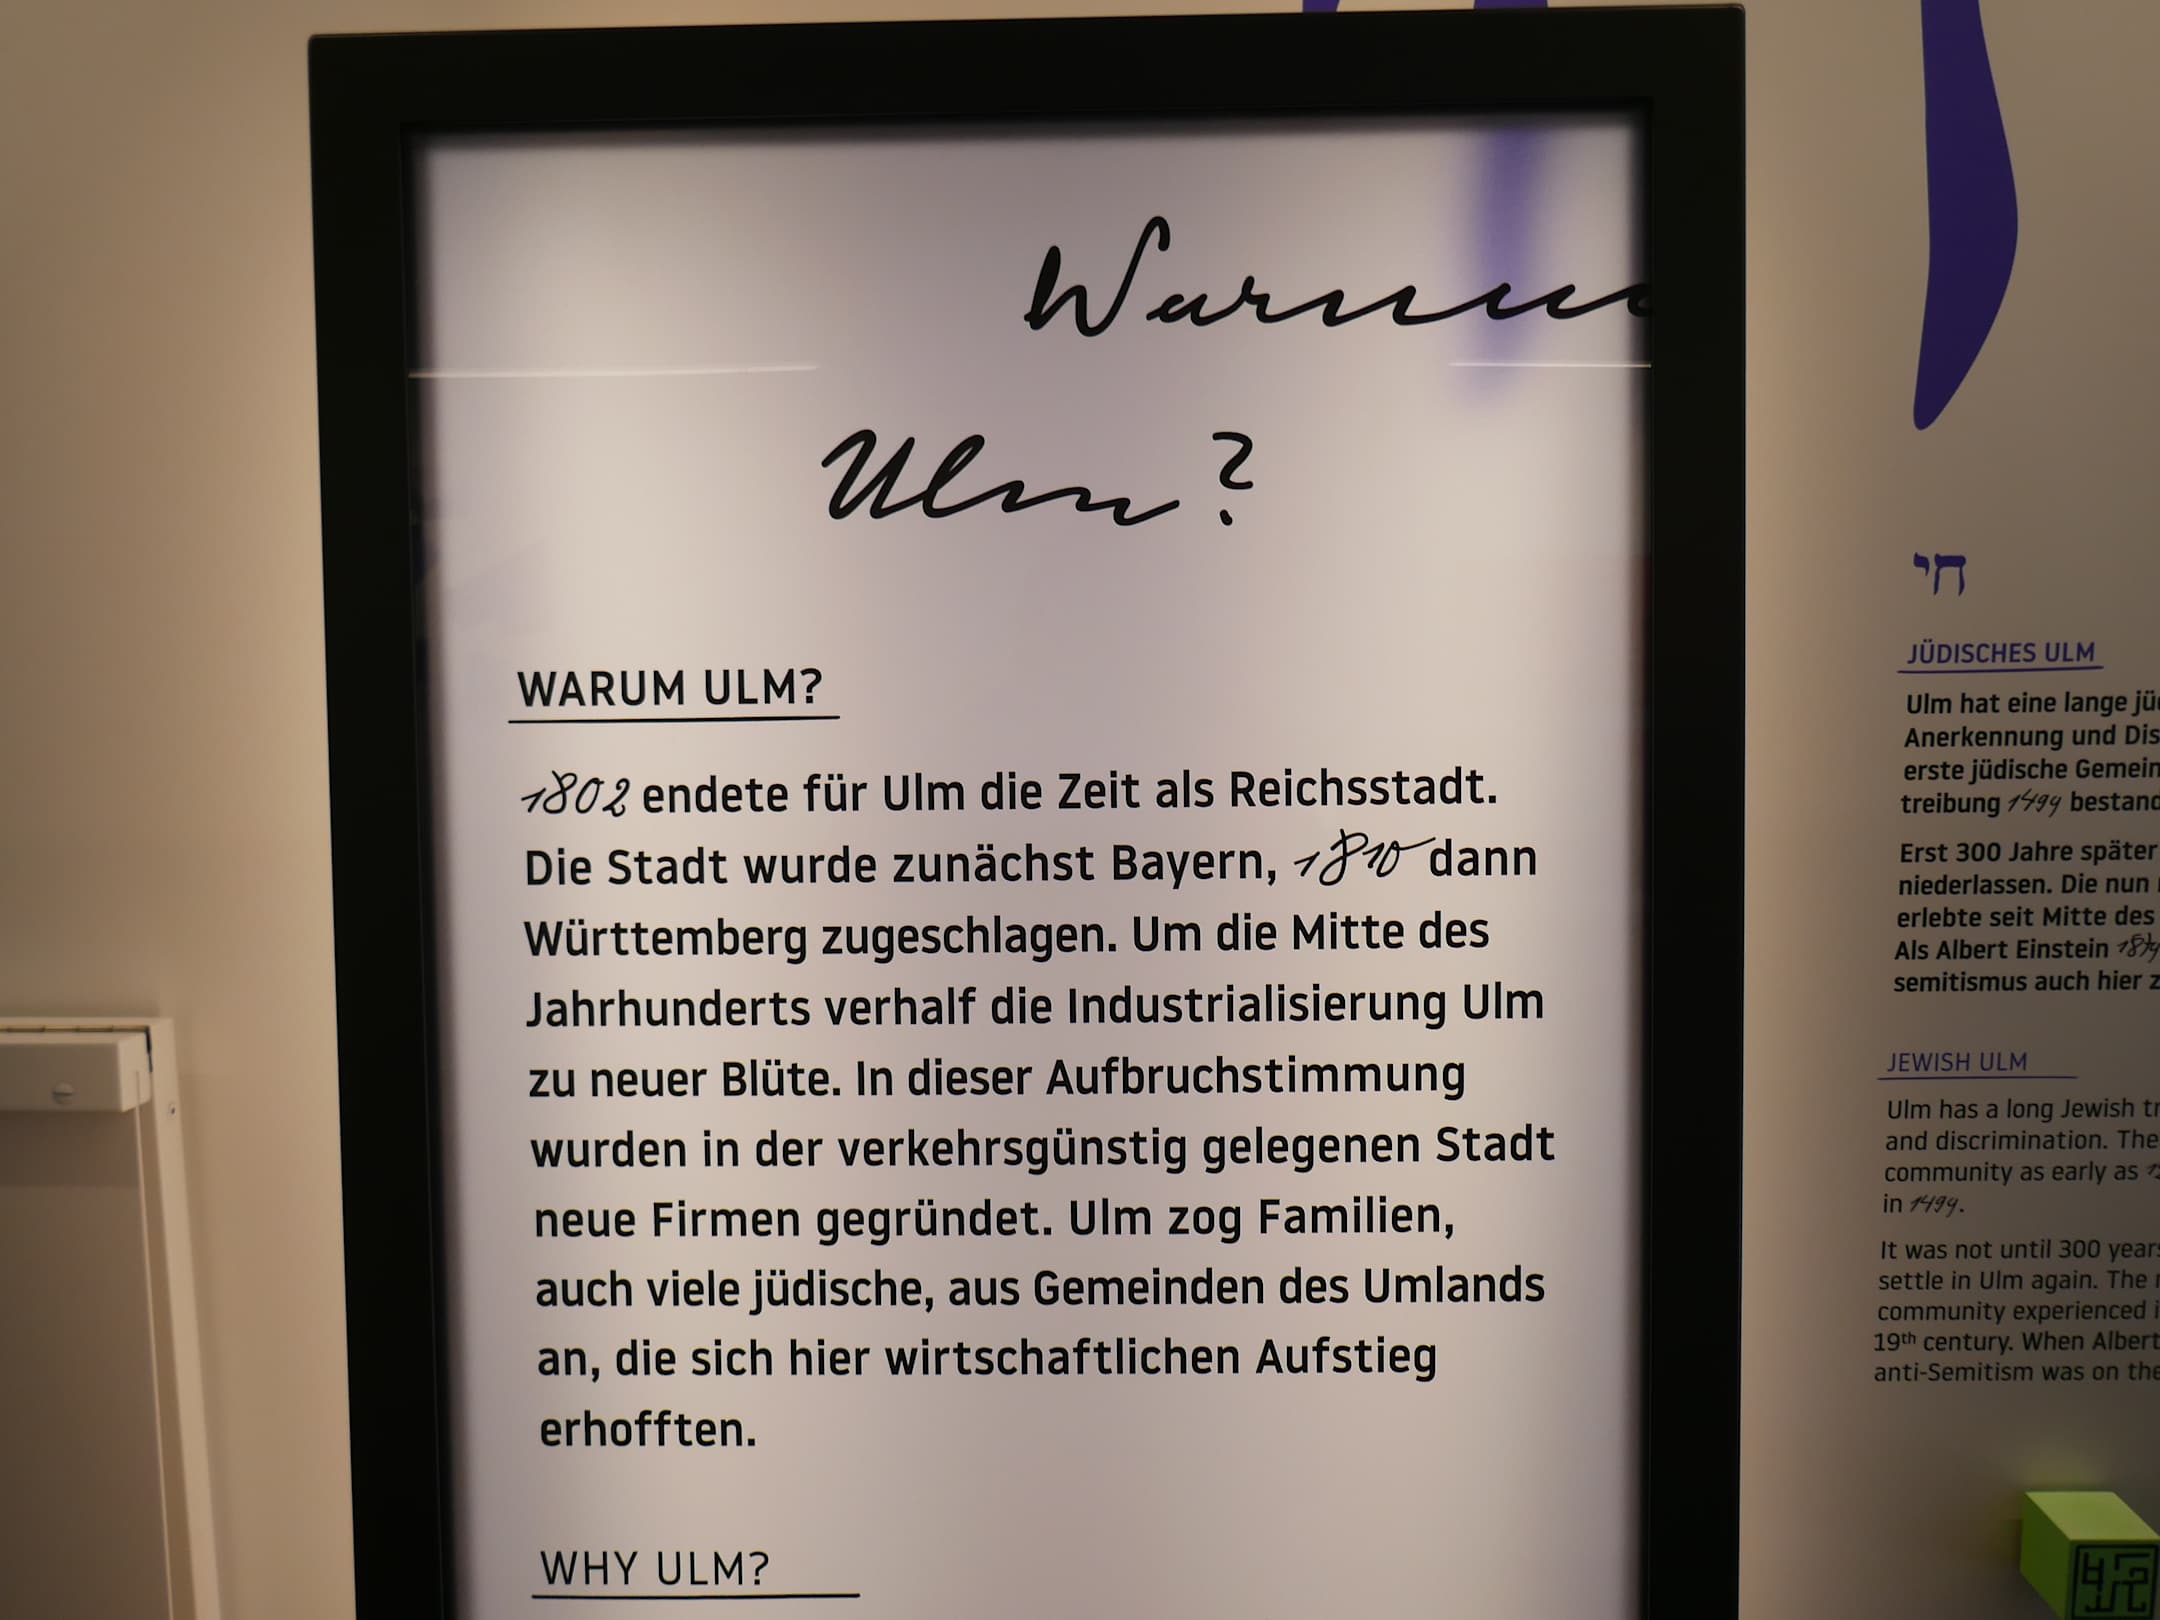 Warum
Ulm?
WARUM ULM?
1802 endete für Ulm die Zeit als Reichsstadt.
Die Stadt wurde zunächst Bayern, 1810 dann
Württemberg zugeschlagen. Um die Mitte des
Jahrhunderts verhalf die Industrialisierung Ulm
zu neuer Blüte. In dieser Aufbruchstimmung
wurden in der verkehrsgünstig gelegenen Stadt
neue Firmen gegründet. Ulm zog Familien,
auch viele jüdische, aus Gemeinden des Umlands
an, die sich hier wirtschaftlichen Aufstieg
erhofften.
WHY ULM?
חי
JÜDISCHES ULM
Ulm hat eine lange
Anerkennung und
erste jüdische
treibung 1499
Erst 300 Jahre später
niederlassen. Die nun
erlebte seit Mitte des
Als Albert Einstein
semitismus auch hier
JEWISH ULM
Ulm has a long Jewish
and discrimination. The
community as early as
in 1499.
It was not until 300
settle in Ulm again. The
community experienced
19th century. When Albert
anti-Semitism was on